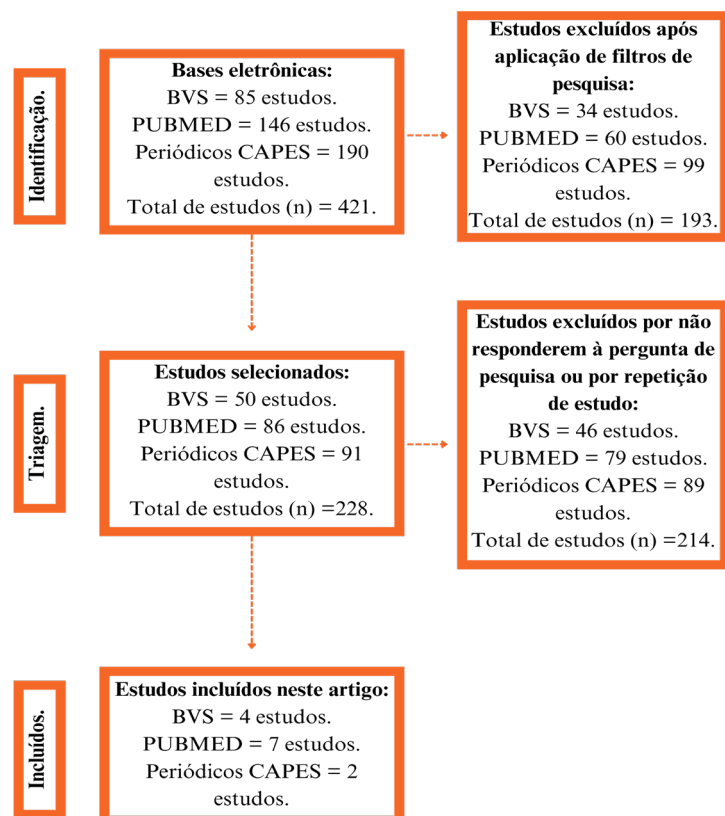 Identificação.
Bases eletrônicas:
BVS = 85 estudos.
PUBMED = 146 estudos.
Periódicos CAPES = 190
estudos.
Total de estudos (n) = 421.
Estudos excluídos após
aplicação de filtros de
pesquisa:
BVS = 34 estudos.
PUBMED = 60 estudos.
Periódicos CAPES = 99
estudos.
Total de estudos (n) = 193.
Triagem.
Estudos selecionados:
BVS = 50 estudos.
PUBMED = 86 estudos.
Periódicos CAPES = 91
estudos.
Total de estudos (n) =228.
Estudos excluídos por não
responderem à pergunta de
pesquisa ou por repetição
de estudo:
BVS = 46 estudos.
PUBMED = 79 estudos.
Periódicos CAPES = 89
estudos.
Total de estudos (n) =214.
Incluídos.
Estudos incluídos neste artigo:
BVS = 4 estudos.
PUBMED = 7 estudos.
Periódicos CAPES = 2
estudos.